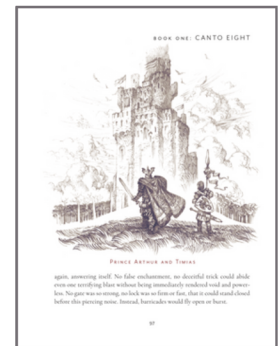 BOOK ONE: CANTO EIGHT
PRINCE ARTHUR AND TIMIAS
again, answering itself. No false enchantment, no deceitful trick could abide
even one terrifying blast without being immediately rendered void and power-
less. No gate was so strong, no lock was so firm or fast, that it could stand closed
before this piercing noise. Instead, barricades would fly open or burst.
97